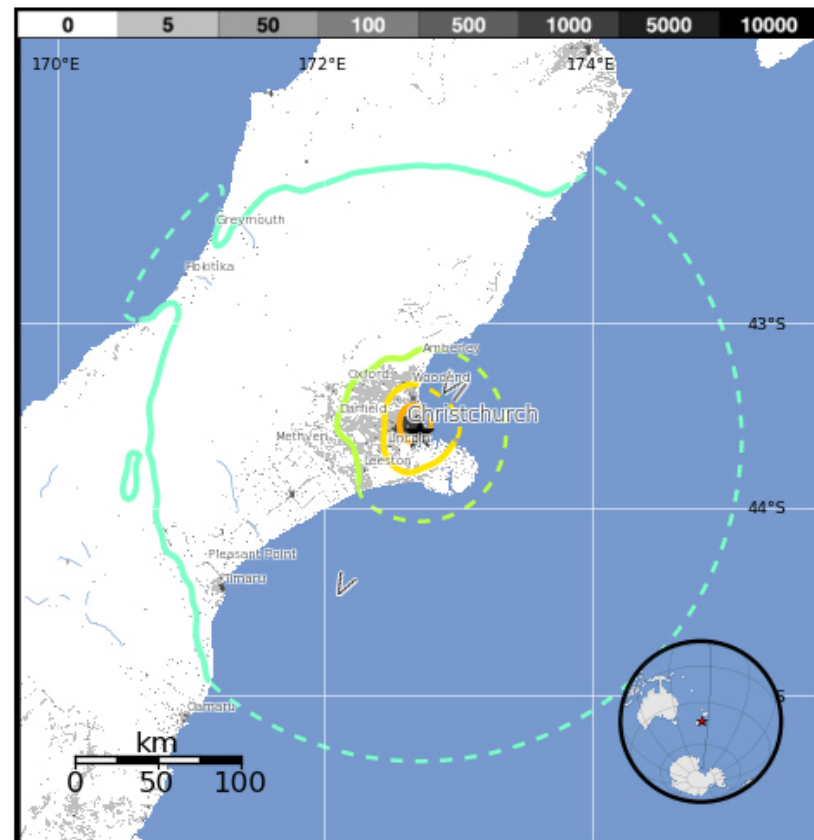 0 5 50 100 500 1000 5000 10000
170°E 172°E 174°E
Greymouth
Hokitika
43°S
Amberley
Oxford Woodend
Darfield Christchurch
Methven Lincoln
Leeston
44°S
Pleasant Point
Timaru
Oamaru
km
0 50 100